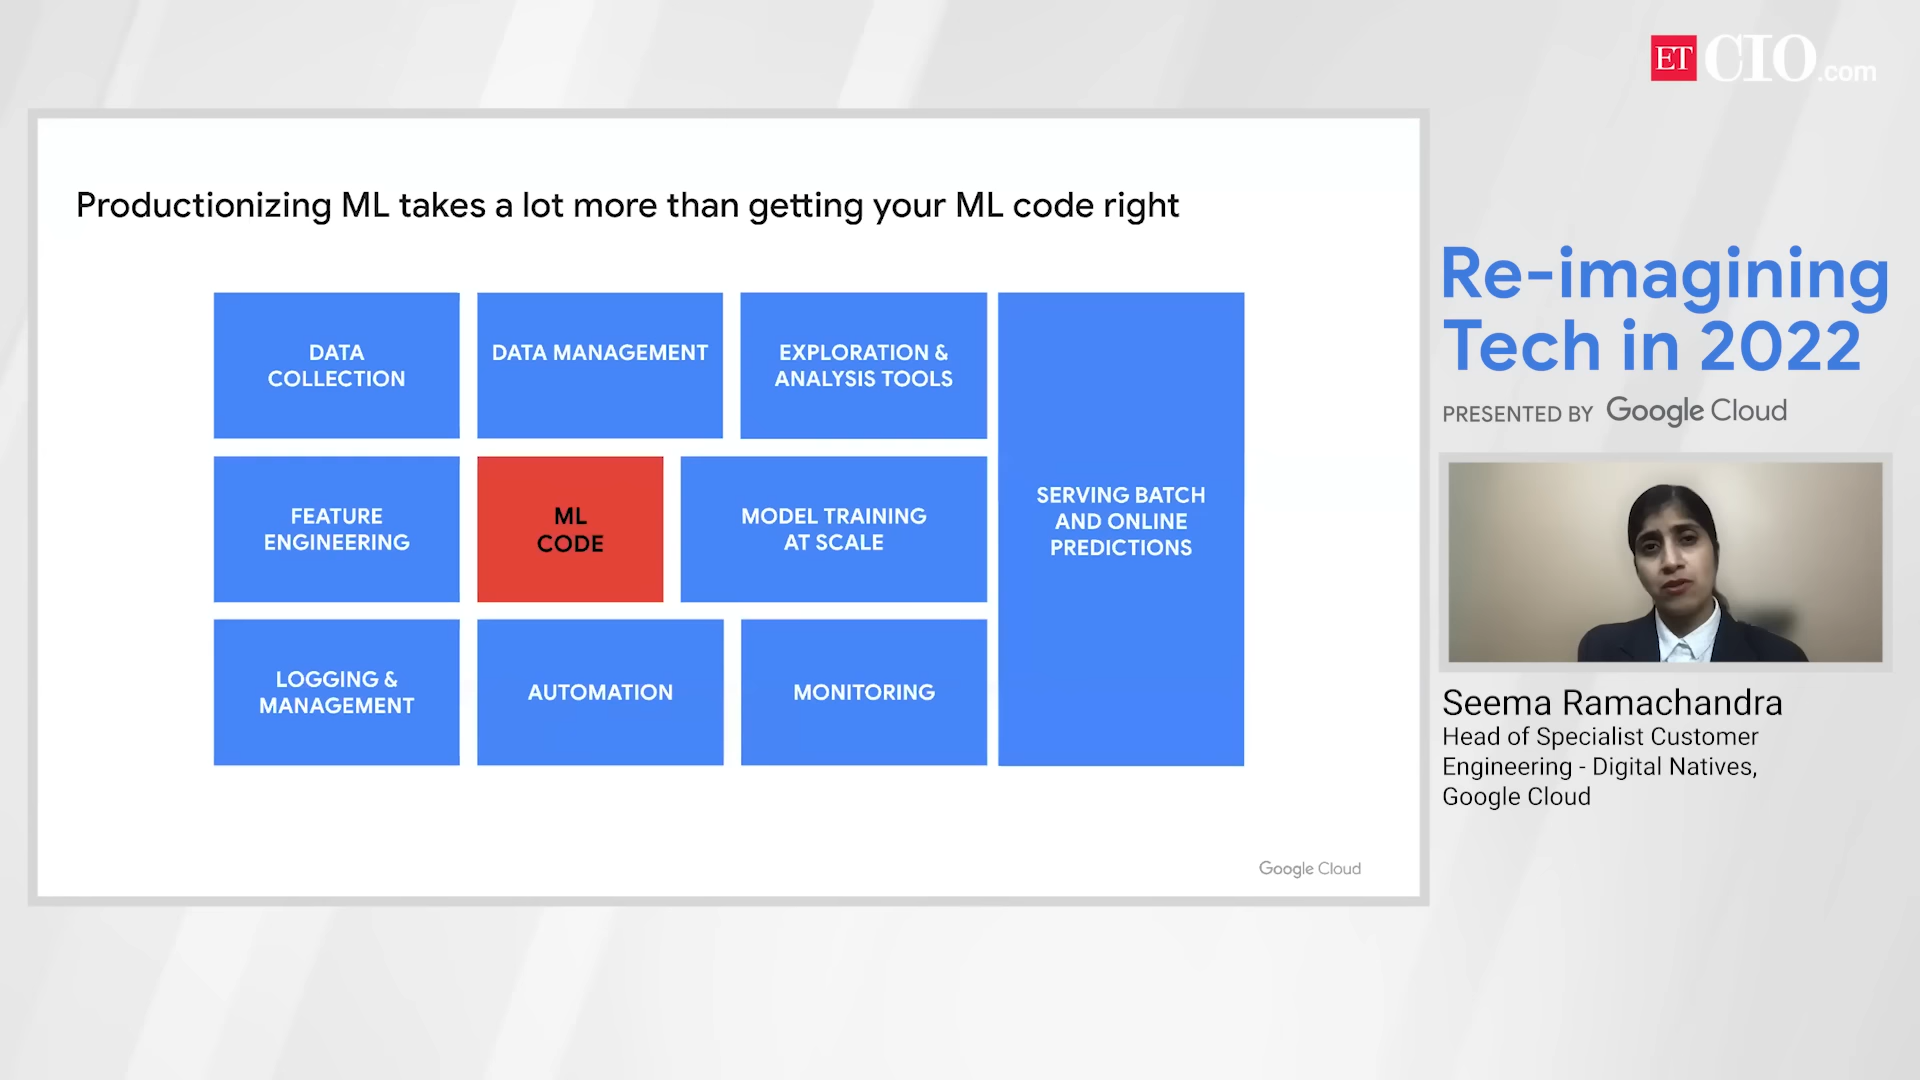 ET CIO.com
Productionizing ML takes a lot more than getting your ML code right
DATA
COLLECTION
DATA MANAGEMENT
EXPLORATION &
ANALYSIS TOOLS
FEATURE
ENGINEERING
ML
CODE
MODEL TRAINING
AT SCALE
SERVING BATCH
AND ONLINE
PREDICTIONS
LOGGING &
MANAGEMENT
AUTOMATION
MONITORING
Google Cloud
Re-imagining
Tech in 2022
PRESENTED BY Google Cloud
Seema Ramachandra
Head of Specialist Customer
Engineering - Digital Natives,
Google Cloud